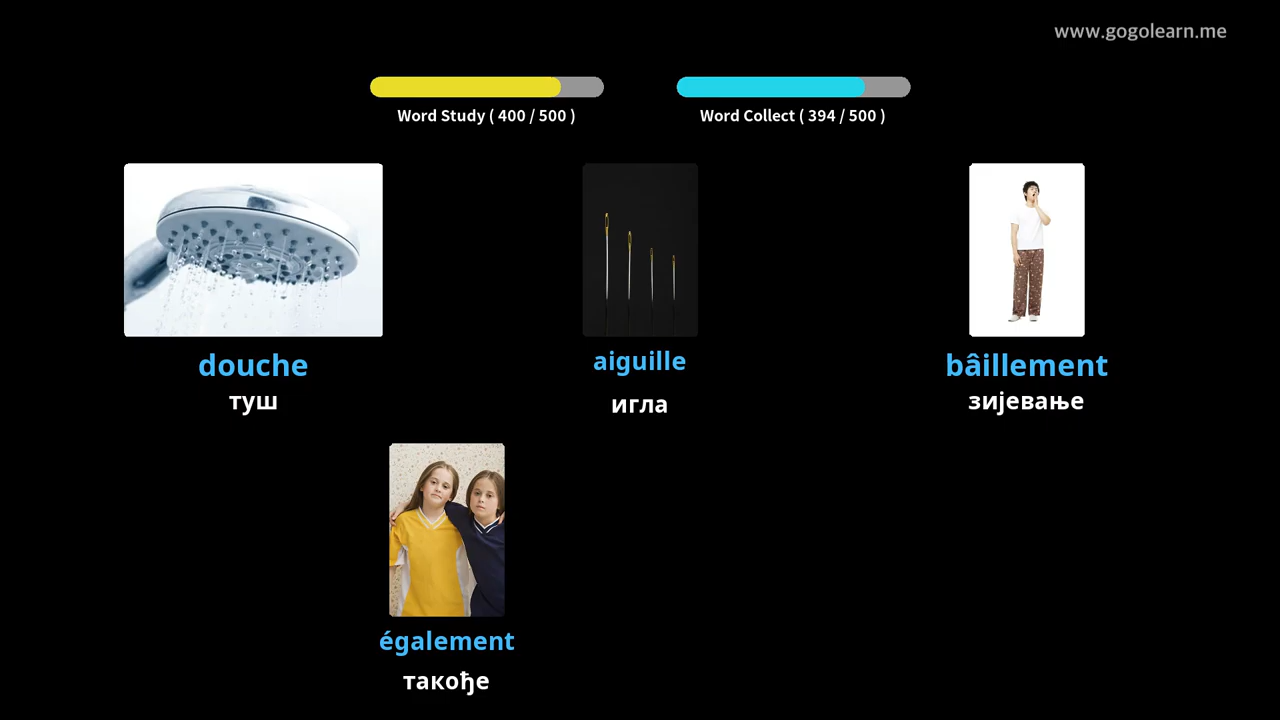 www.gogolearn.me
Word Study ( 400 / 500 )
Word Collect ( 394 / 500 )
douche
туш
aiguille
игла
bâillement
зијевање
également
такође